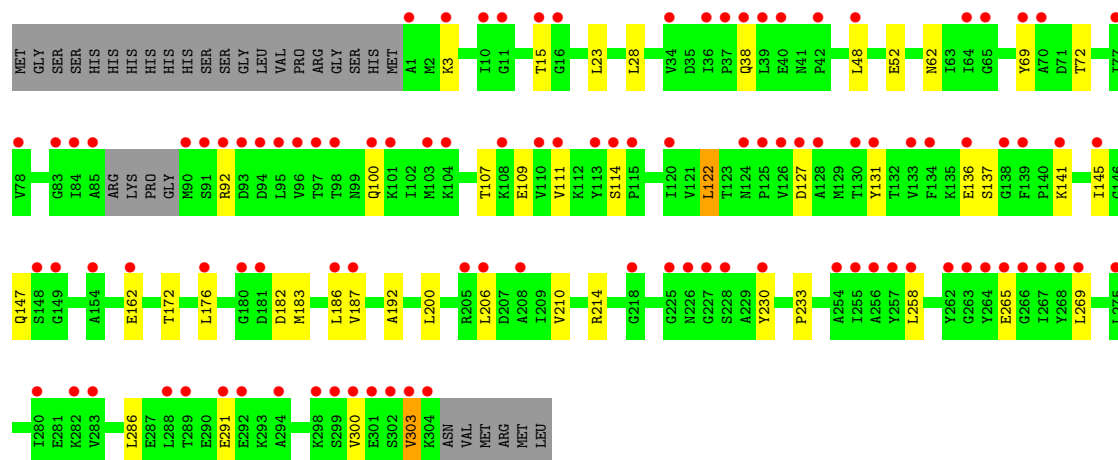 MET GLY SER SER HIS HIS HIS HIS HIS HIS SER SER GLY LEU VAL PRO ARG GLY SER HIS MET A1 M2 K3 I10 G11 T15 G16 L23 L28 V34 D35 I36 P37 Q38 L39 E40 N41 P42 L48 E52 N62 I63 I64 G65 Y69 A70 D71 T72 I77
V78 G83 I84 A85 ARG LYS PRO GLY M90 S91 R92 D93 D94 L95 V96 T97 T98 N99 Q100 K101 I102 M103 K104 T107 K108 E109 V110 V111 K112 Y113 S114 P115 I120 V121 L122 T123 N124 P125 V126 D127 A128 M129 T130 Y131 T132 V133 F134 K135 E136 S137 G138 F139 P140 K141 I145 G146
Q147 S148 G149 A154 E162 T172 L176 G180 D181 D182 M183 L186 V187 A192 L200 R205 L206 D207 A208 I209 V210 R214 G218 G225 N226 G227 S228 A229 Y230 P233 A254 I255 A256 Y257 L258 Y262 G263 Y264 E265 G266 I267 Y268 L269 L275
I280 E281 K282 V283 L286 E287 L288 T289 E290 E291 E292 K293 A294 K298 S299 V300 E301 S302 V303 K304 ASN VAL MET ARG MET LEU